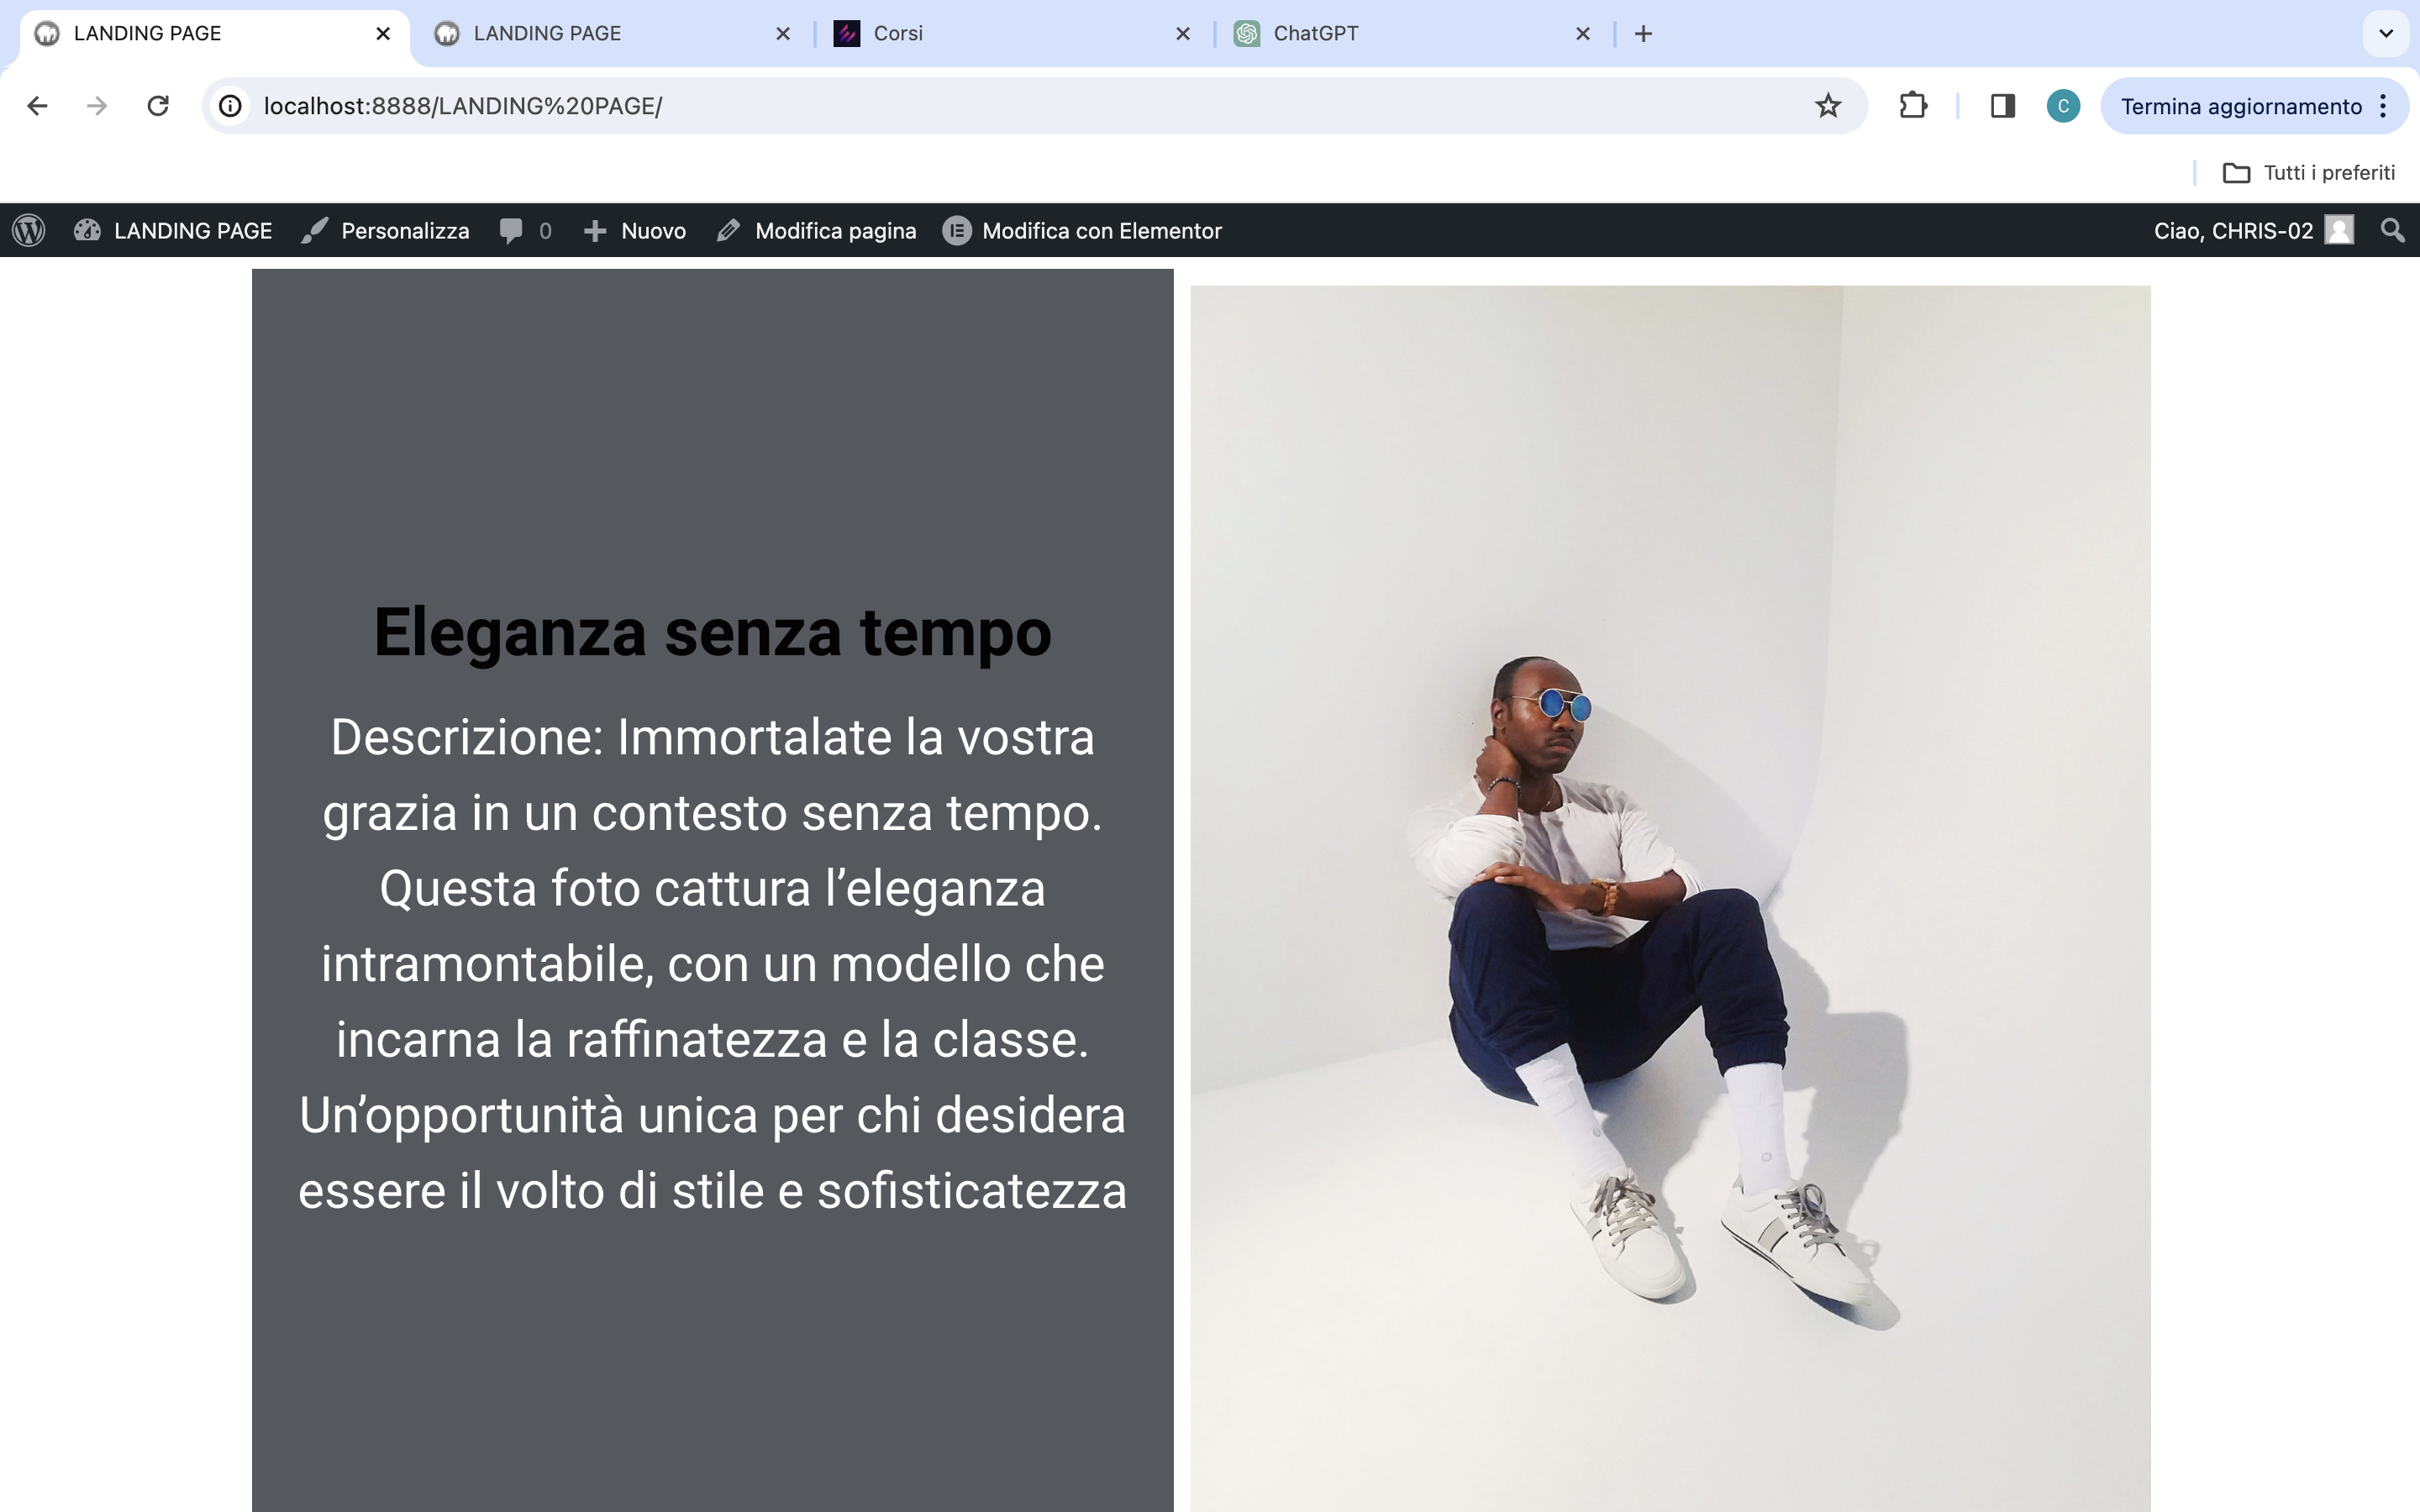 LANDING PAGE
LANDING PAGE
Corsi
ChatGPT
localhost:8888/LANDING%20PAGE/
C
Termina aggiornamento
Tutti i preferiti
LANDING PAGE
Personalizza
0
Nuovo
Modifica pagina
Modifica con Elementor
Ciao, CHRIS-02
Eleganza senza tempo
Descrizione: Immortalate la vostra
grazia in un contesto senza tempo.
Questa foto cattura l’eleganza
intramontabile, con un modello che
incarna la raffinatezza e la classe.
Un’opportunità unica per chi desidera
essere il volto di stile e sofisticatezza